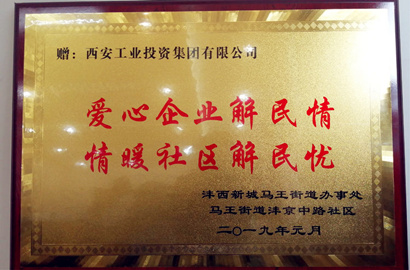 赠：西安工业投资集团有限公司
爱心企业解民情
情暖社区解民忧
沣西新城马王街道办事处
马王街道沣京中路社区
二〇一九年元月